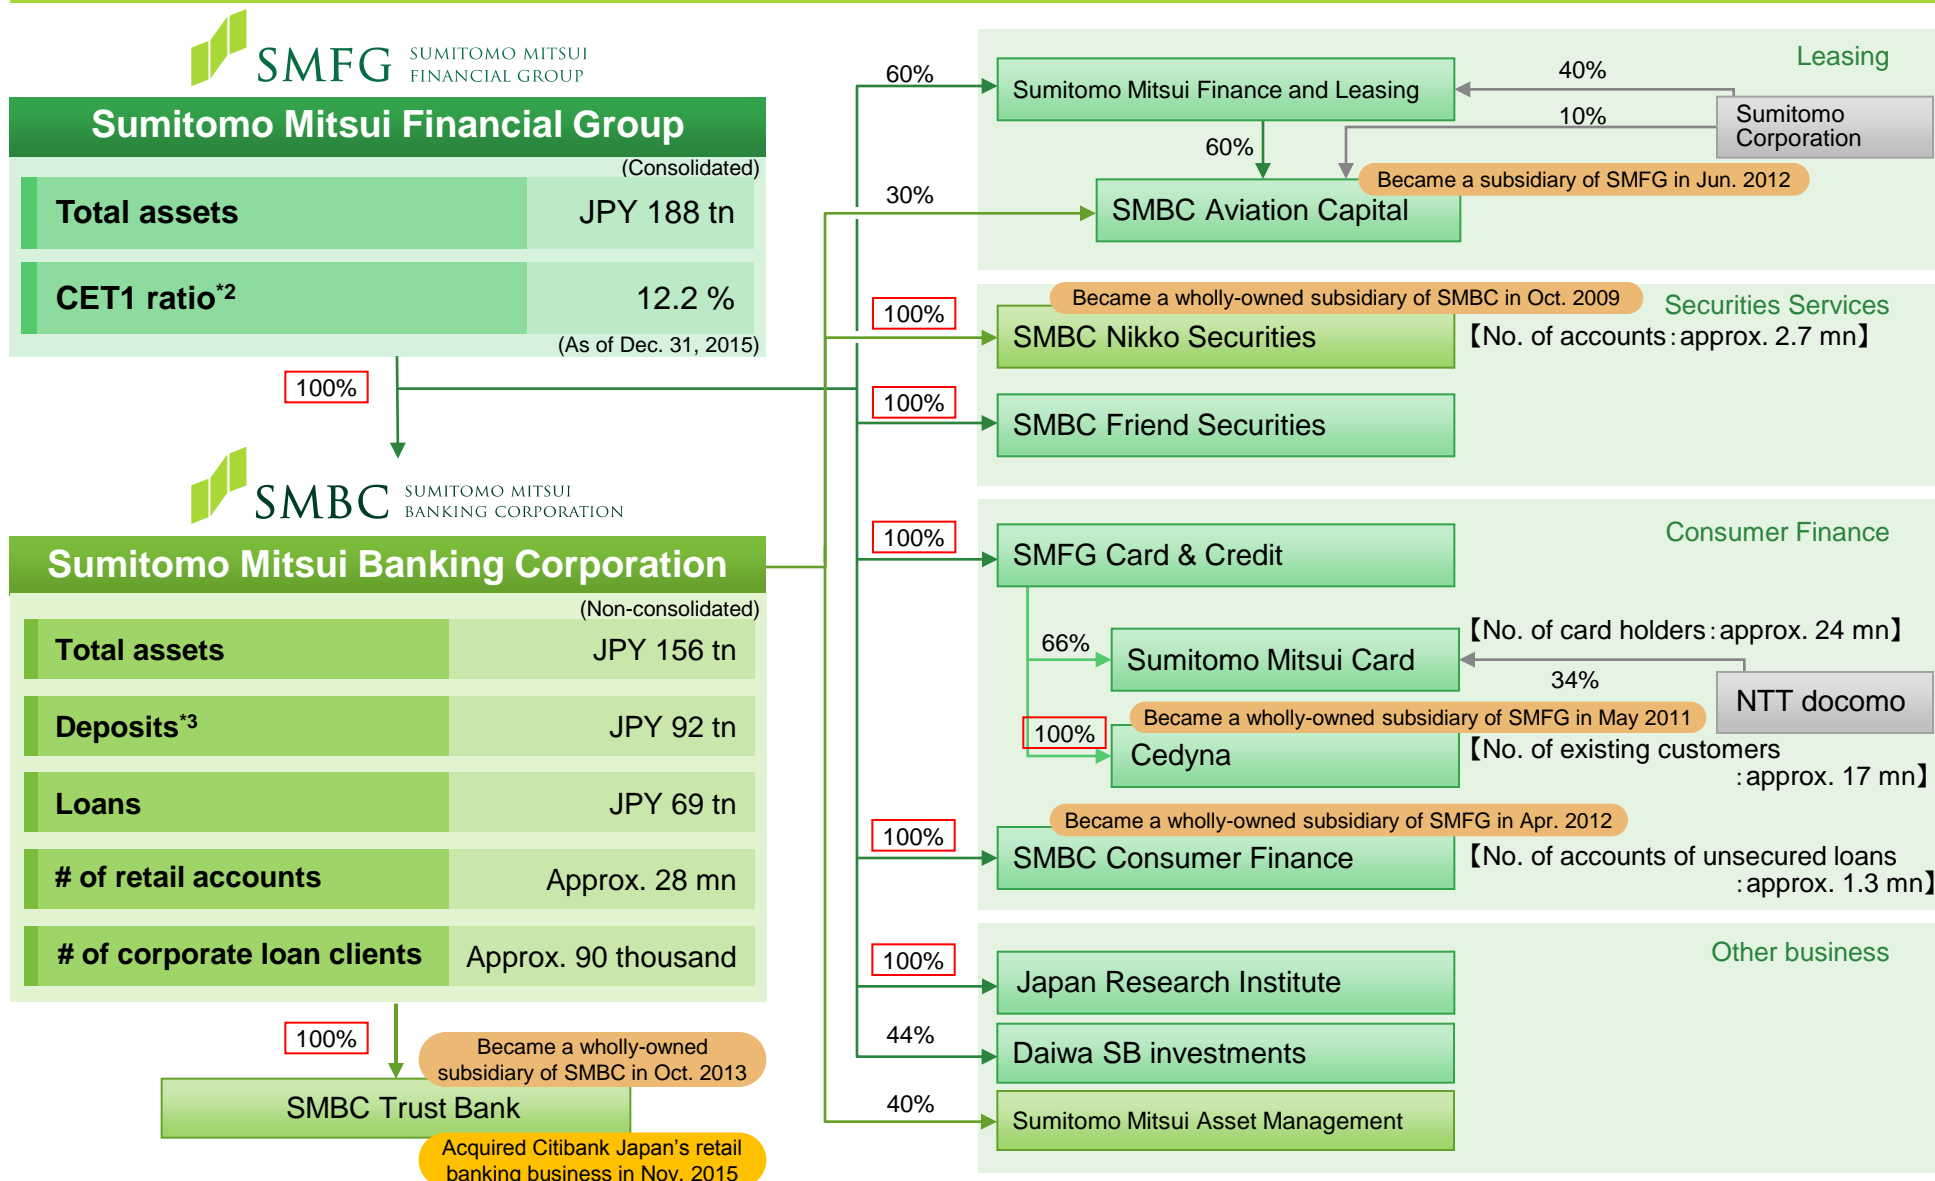 SMFG SUMITOMO MITSUI
FINANCIAL GROUP
Sumitomo Mitsui Financial Group
(Consolidated)
Total assets JPY 188 tn
CET1 ratio*2 12.2 %
(As of Dec. 31, 2015)
100%
SMBC SUMITOMO MITSUI
BANKING CORPORATION
Sumitomo Mitsui Banking Corporation
(Non-consolidated)
Total assets JPY 156 tn
Deposits*3 JPY 92 tn
Loans JPY 69 tn
# of retail accounts Approx. 28 mn
# of corporate loan clients Approx. 90 thousand
100%
Became a wholly-owned
subsidiary of SMBC in Oct. 2013
SMBC Trust Bank
Acquired Citibank Japan's retail
banking business in Nov. 2015
Leasing
60%
Sumitomo Mitsui Finance and Leasing
40%
10%
Sumitomo
Corporation
60%
Became a subsidiary of SMFG in Jun. 2012
30%
SMBC Aviation Capital
Securities Services
Became a wholly-owned subsidiary of SMBC in Oct. 2009
100%
SMBC Nikko Securities
【No. of accounts:approx. 2.7 mn】
100%
SMBC Friend Securities
Consumer Finance
100%
SMFG Card & Credit
66%
Sumitomo Mitsui Card
【No. of card holders:approx. 24 mn】
34%
NTT docomo
Became a wholly-owned subsidiary of SMFG in May 2011
100%
Cedyna
【No. of existing customers
:approx. 17 mn】
Became a wholly-owned subsidiary of SMFG in Apr. 2012
100%
SMBC Consumer Finance
【No. of accounts of unsecured loans
:approx. 1.3 mn】
Other business
100%
Japan Research Institute
44%
Daiwa SB investments
40%
Sumitomo Mitsui Asset Management